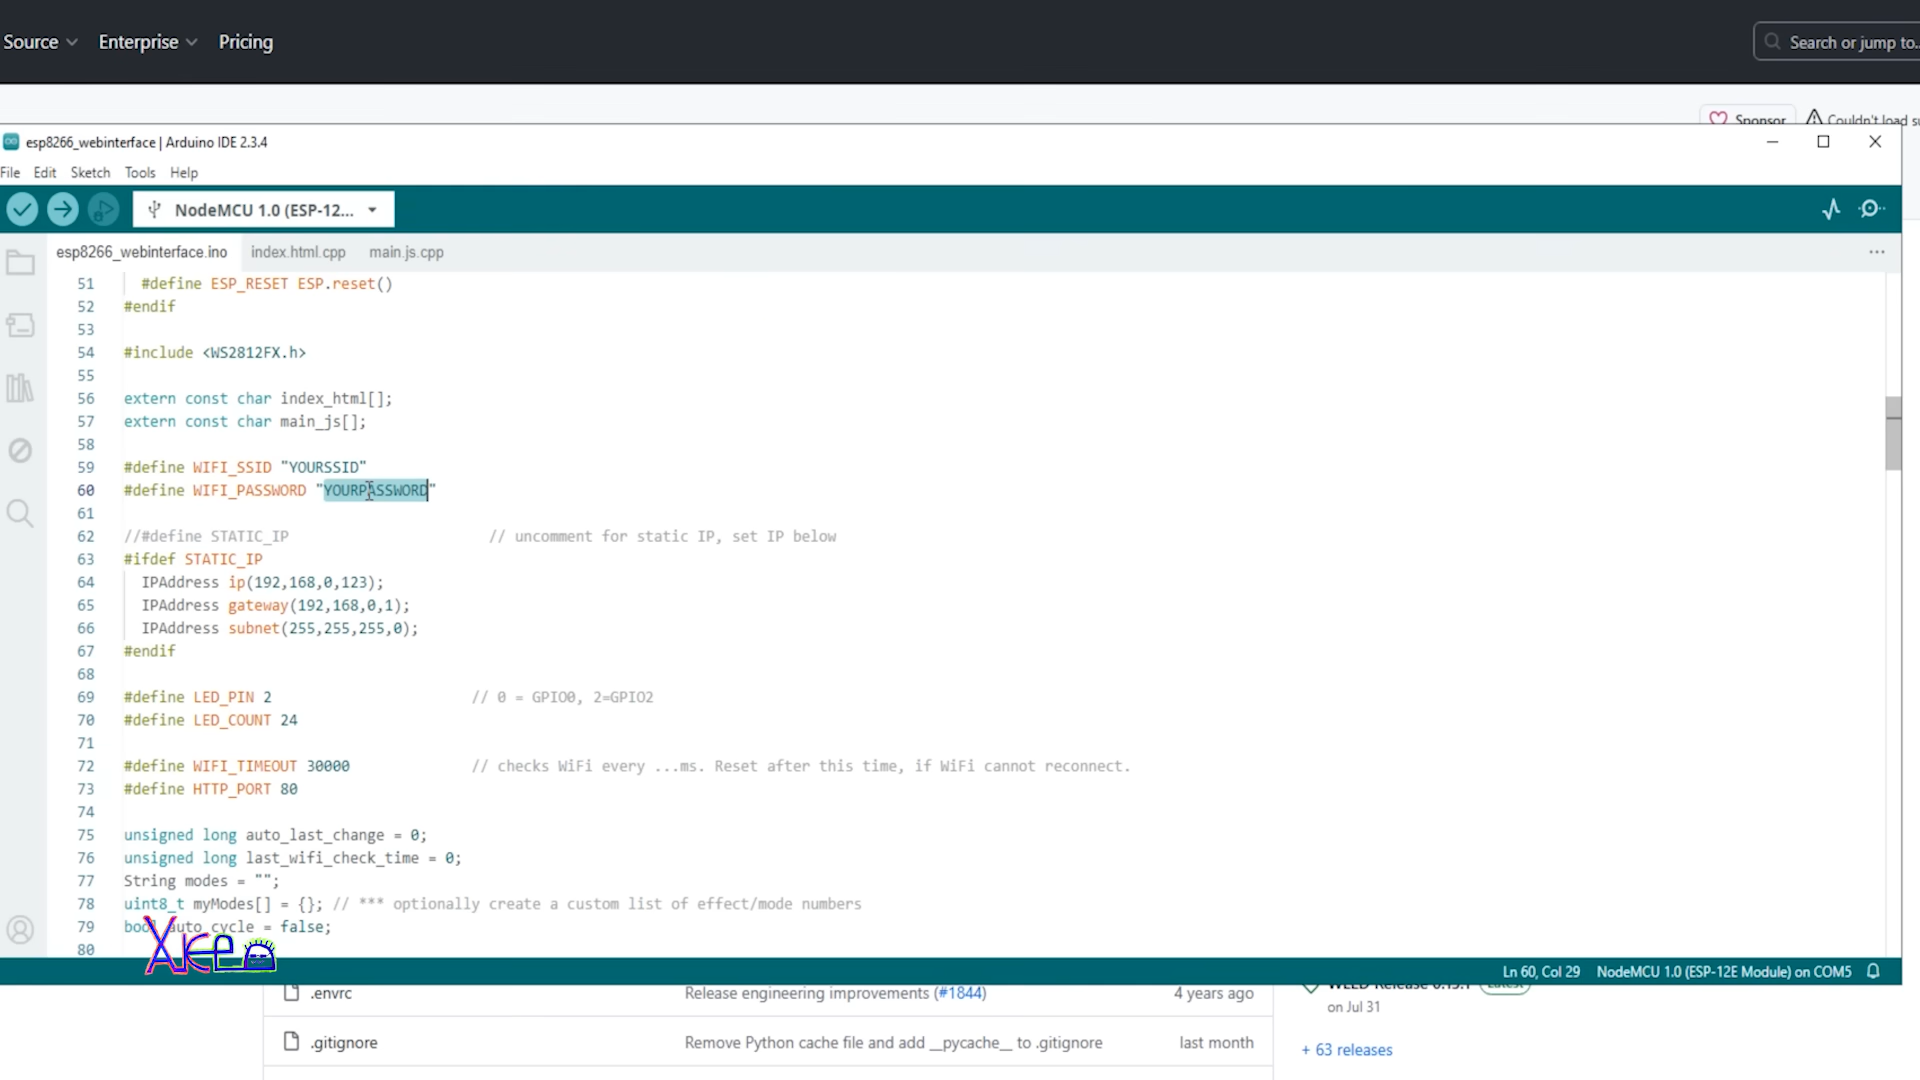 Source Enterprise Pricing
Search or jump to..
Sponsor Couldn't load
esp8266_webinterface | Arduino IDE 2.3.4
File Edit Sketch Tools Help
NodeMCU 1.0 (ESP-12...
esp8266_webinterface.ino index.html.cpp main.js.cpp ...
51 #define ESP_RESET ESP.reset()
52 #endif
53
54 #include <WS2812FX.h>
55
56 extern const char index_html[];
57 extern const char main_js[];
58
59 #define WIFI_SSID "YOURSSID"
60 #define WIFI_PASSWORD "YOURPASSWORD"
61
62 //#define STATIC_IP // uncomment for static IP, set IP below
63 #ifdef STATIC_IP
64 IPAddress ip(192,168,0,123);
65 IPAddress gateway(192,168,0,1);
66 IPAddress subnet(255,255,255,0);
67 #endif
68
69 #define LED_PIN 2 // 0 = GPIO0, 2=GPIO2
70 #define LED_COUNT 24
71
72 #define WIFI_TIMEOUT 30000 // checks WiFi every ...ms. Reset after this time, if WiFi cannot reconnect.
73 #define HTTP_PORT 80
74
75 unsigned long auto_last_change = 0;
76 unsigned long last_wifi_check_time = 0;
77 String modes = "";
78 uint8_t myModes[] = {}; // *** optionally create a custom list of effect/mode numbers
79 bool auto_cycle = false;
80
Ln 60, Col 29 NodeMCU 1.0 (ESP-12E Module) on COM5
.envrc Release engineering improvements (#1844) 4 years ago
on Jul 31
.gitignore Remove Python cache file and add __pycache__ to .gitignore last month
+ 63 releases